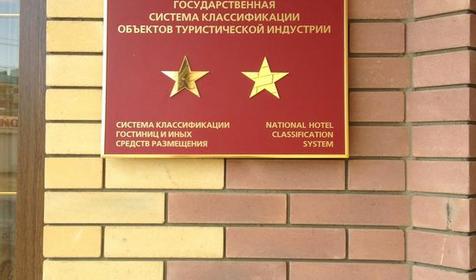 ГОСУДАРСТВЕННАЯ
СИСТЕМА КЛАССИФИКАЦИИ
ОБЪЕКТОВ ТУРИСТИЧЕСКОЙ ИНДУСТРИИ
СИСТЕМА КЛАССИФИКАЦИИ
ГОСТИНИЦ И ИНЫХ
СРЕДСТВ РАЗМЕЩЕНИЯ
NATIONAL HOTEL
CLASSIFICATION
SYSTEM